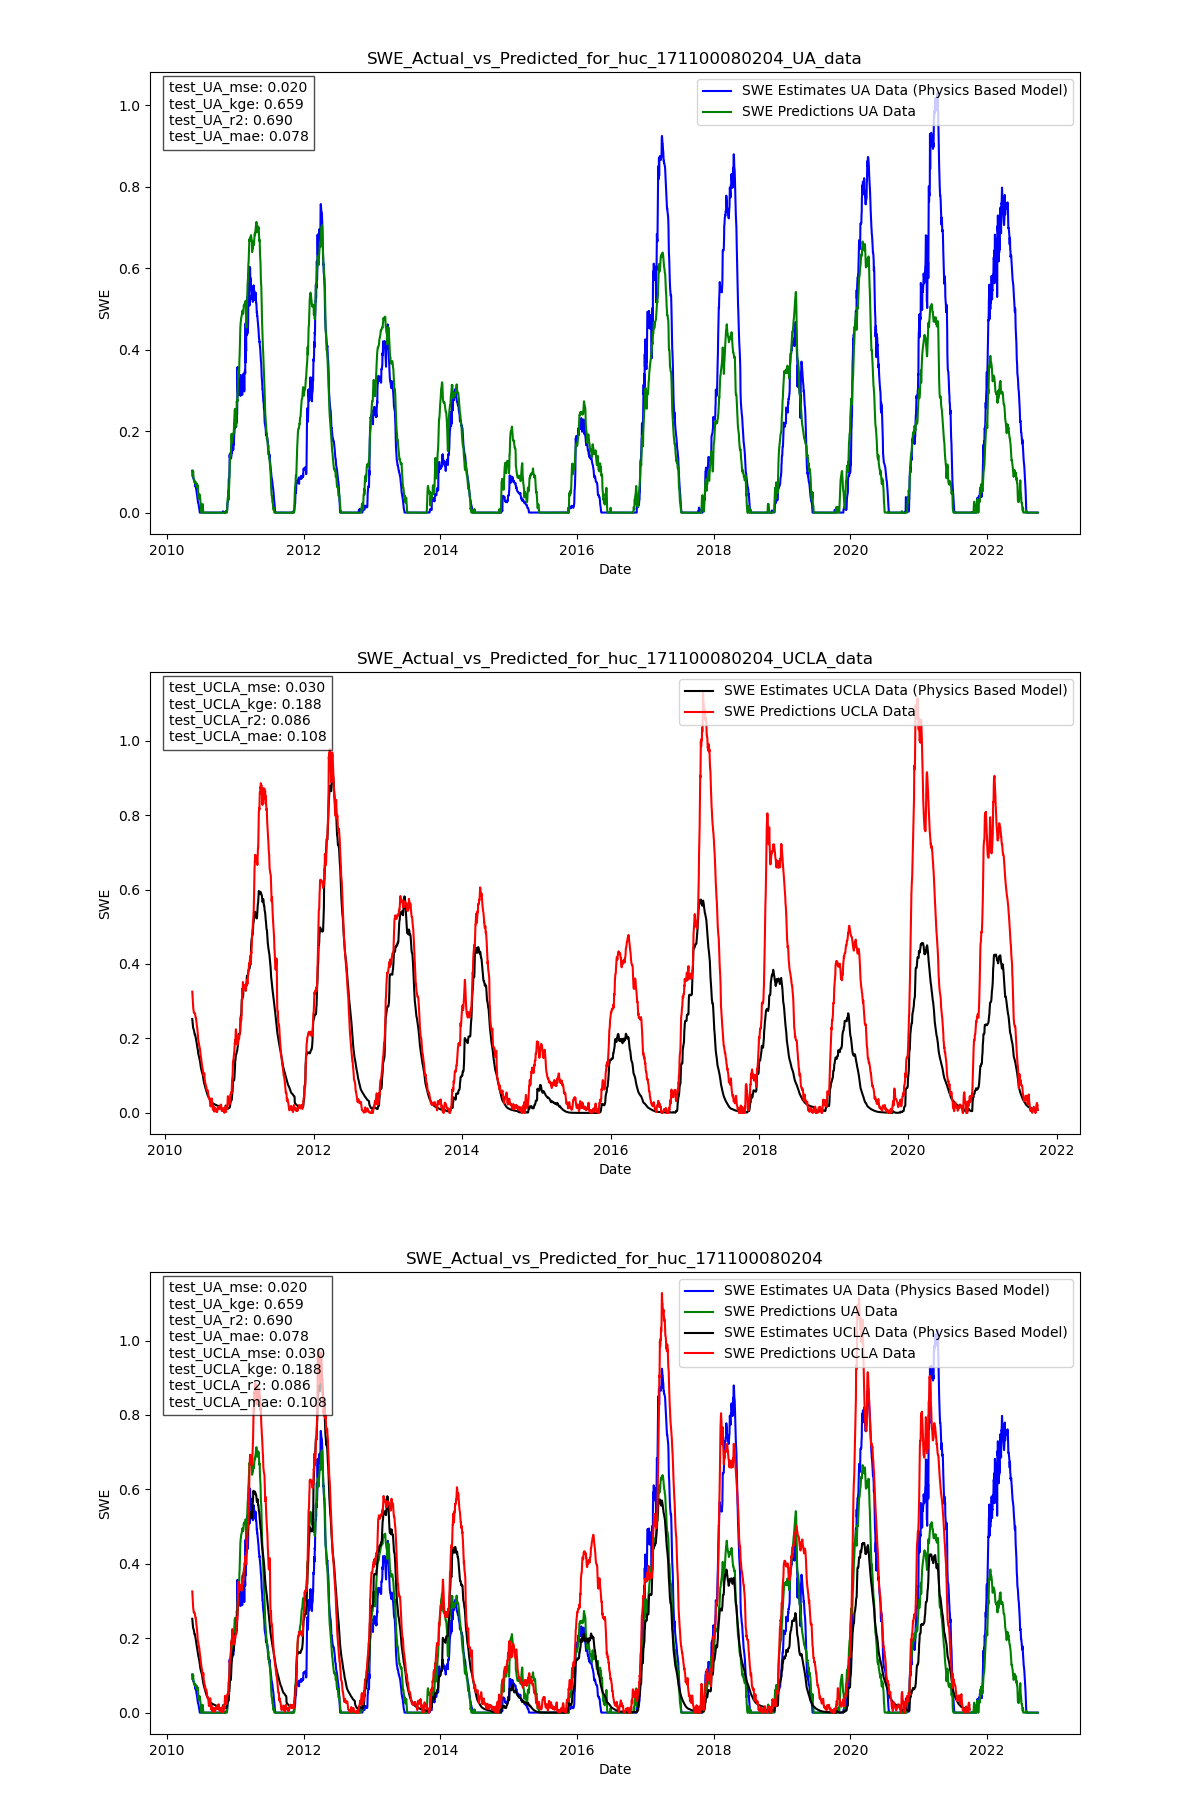 SWE_Actual_vs_Predicted_for_huc_171100080204_UA_data
test_UA_mse: 0.020
test_UA_kge: 0.659
test_UA_r2: 0.690
test_UA_mae: 0.078
SWE Estimates UA Data (Physics Based Model)
SWE Predictions UA Data
1.0
0.8
0.6
0.4
0.2
0.0
SWE
2010 2012 2014 2016 2018 2020 2022
Date
SWE_Actual_vs_Predicted_for_huc_171100080204_UCLA_data
test_UCLA_mse: 0.030
test_UCLA_kge: 0.188
test_UCLA_r2: 0.086
test_UCLA_mae: 0.108
SWE Estimates UCLA Data (Physics Based Model)
SWE Predictions UCLA Data
1.0
0.8
0.6
0.4
0.2
0.0
SWE
2010 2012 2014 2016 2018 2020 2022
Date
SWE_Actual_vs_Predicted_for_huc_171100080204
test_UA_mse: 0.020
test_UA_kge: 0.659
test_UA_r2: 0.690
test_UA_mae: 0.078
test_UCLA_mse: 0.030
test_UCLA_kge: 0.188
test_UCLA_r2: 0.086
test_UCLA_mae: 0.108
SWE Estimates UA Data (Physics Based Model)
SWE Predictions UA Data
SWE Estimates UCLA Data (Physics Based Model)
SWE Predictions UCLA Data
1.0
0.8
0.6
0.4
0.2
0.0
SWE
2010 2012 2014 2016 2018 2020 2022
Date